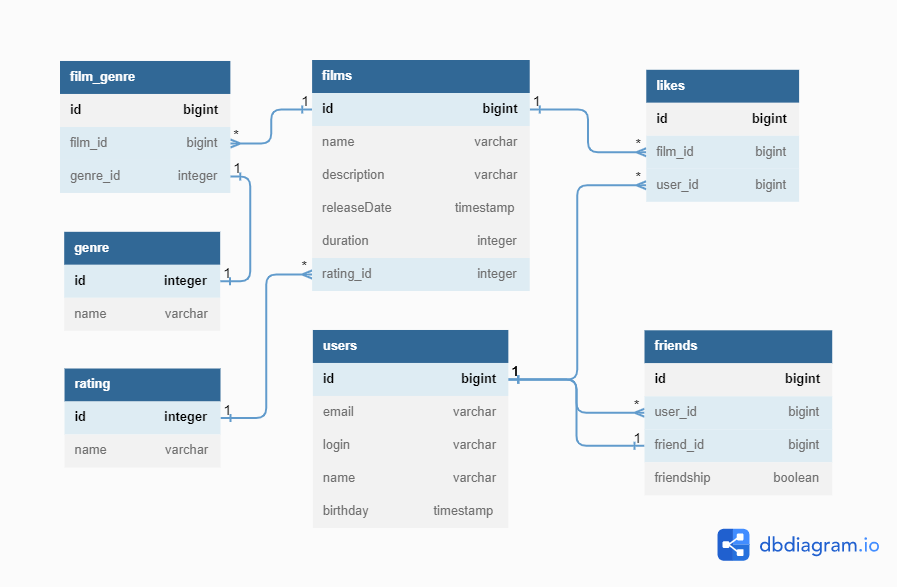 film_genre
id bigint
film_id bigint
genre_id integer
genre
id integer
name varchar
rating
id integer
name varchar
films
id bigint
name varchar
description varchar
releaseDate timestamp
duration integer
rating_id integer
users
id bigint
email varchar
login varchar
name varchar
birthday timestamp
likes
id bigint
film_id bigint
user_id bigint
friends
id bigint
user_id bigint
friend_id bigint
friendship boolean
1
*
1
1
*
1
1
*
*
1
*
1
dbdiagram.io